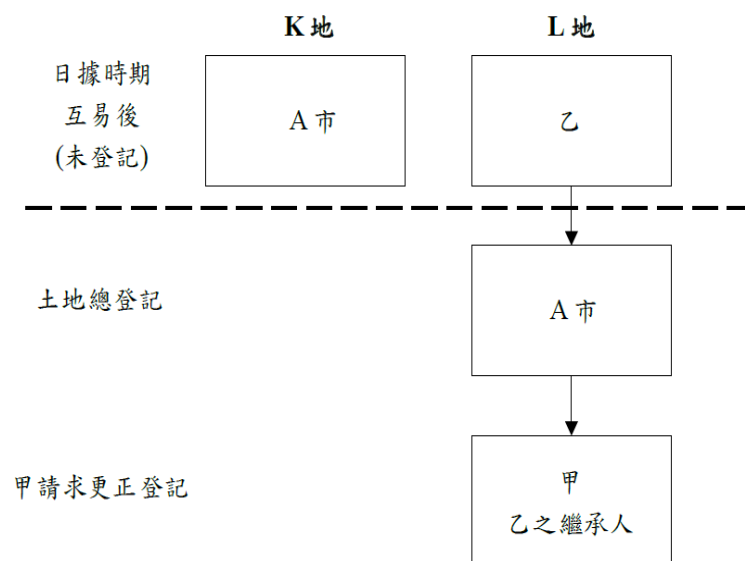 K地 L地
日據時期
互易後
(未登記)
A市 乙
土地總登記
A市
甲請求更正登記
甲
乙之繼承人